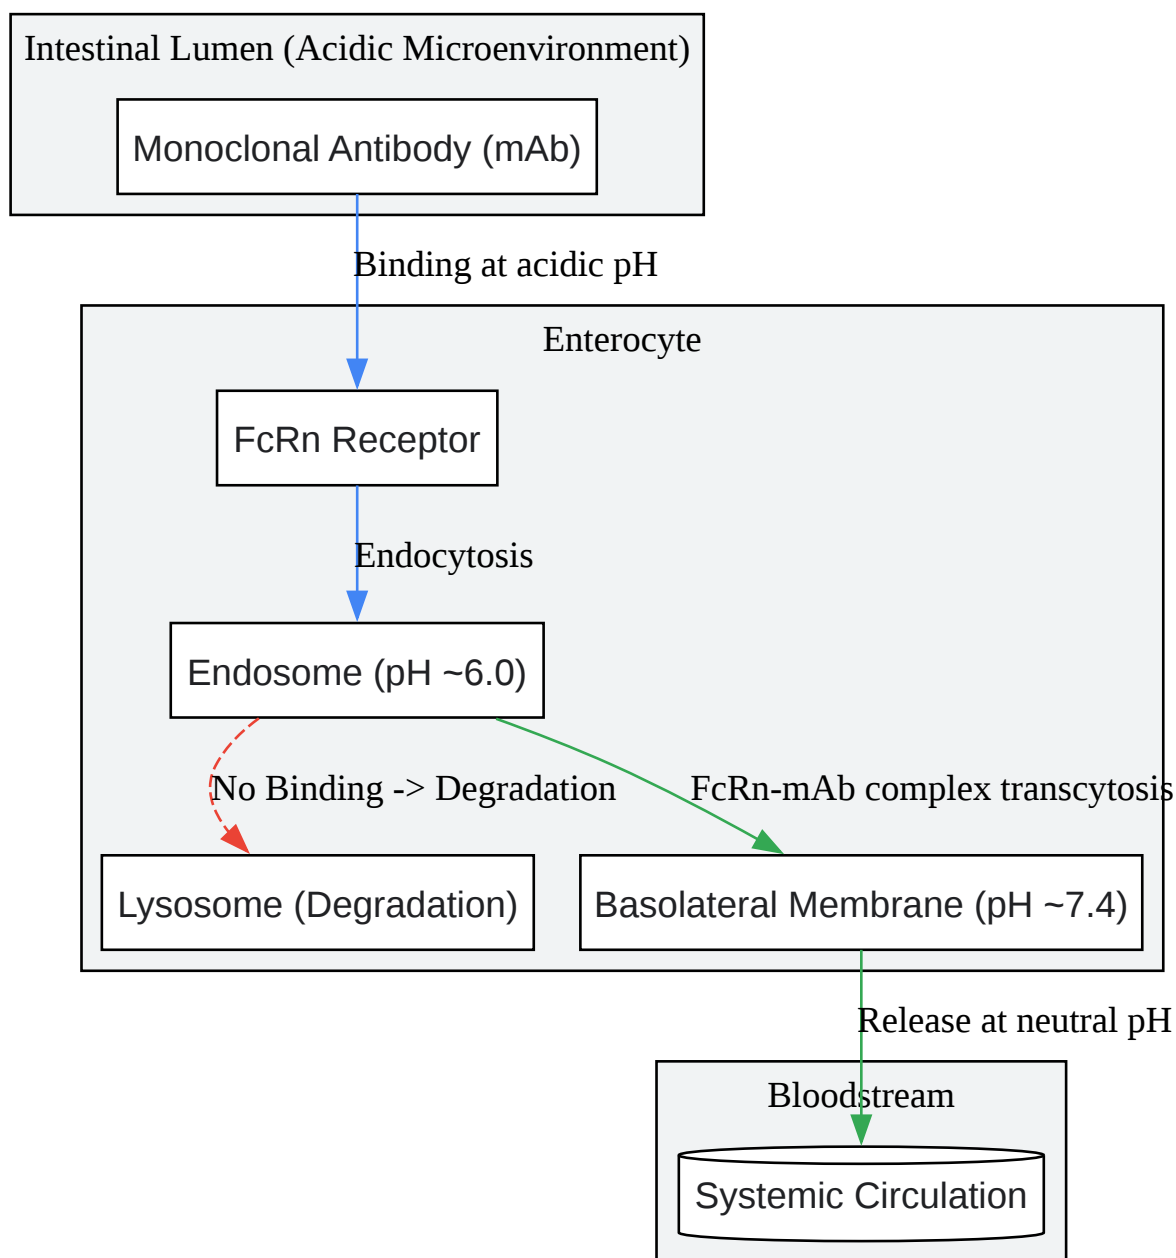 Intestinal Lumen (Acidic Microenvironment)
Monoclonal Antibody (mAb)
Binding at acidic pH
Enterocyte
FcRn Receptor
Endocytosis
Endosome (pH ~6.0)
No Binding -> Degradation
FcRn-mAb complex transcytosis
Lysosome (Degradation)
Basolateral Membrane (pH ~7.4)
Release at neutral pH
Bloodstream
Systemic Circulation